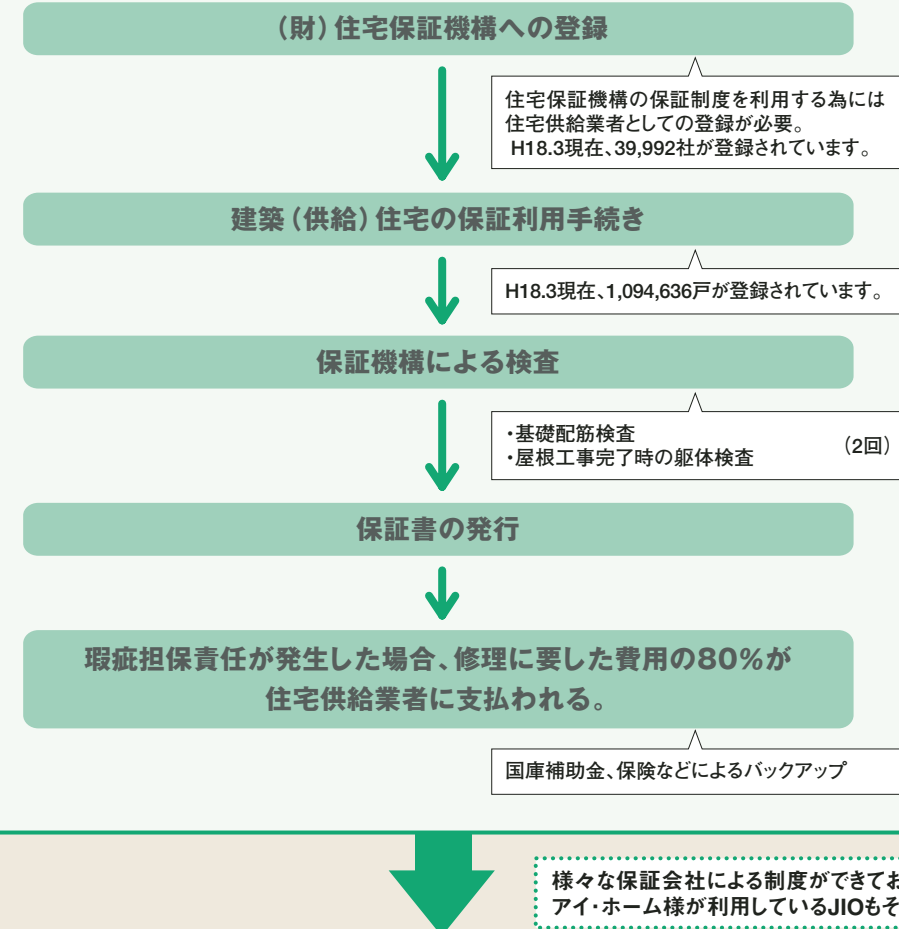 （財）住宅保証機構への登録
住宅保証機構の保証制度を利用する為には
住宅供給業者としての登録が必要。
H18.3現在、39,992社が登録されています。
建築（供給）住宅の保証利用手続き
H18.3現在、1,094,636戸が登録されています。
保証機構による検査
・基礎配筋検査
・屋根工事完了時の躯体検査 （2回）
保証書の発行
瑕疵担保責任が発生した場合、修理に要した費用の80％が
住宅供給業者に支払われる。
国庫補助金、保険などによるバックアップ
様々な保証会社による制度ができてお
アイ・ホーム様が利用しているJIOもそ